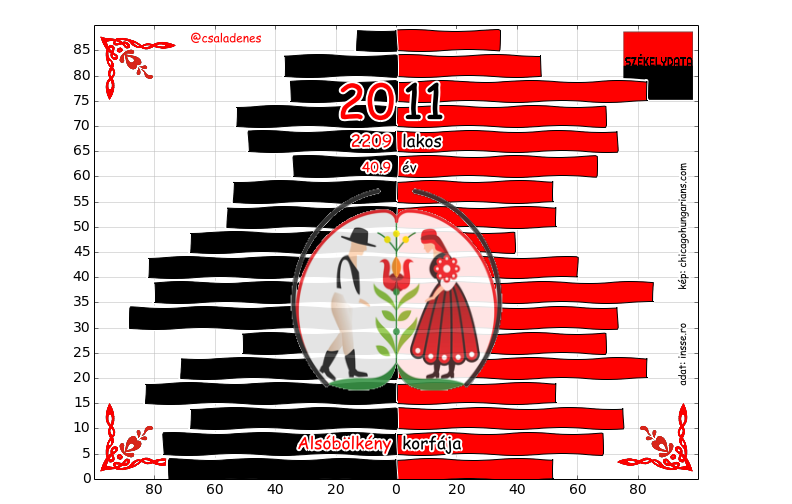 @csaladenes
SZÉKELYDATA
2011
2209 lakos
40.9 év
kép: chicagohungarians.com
adat: insse.ro
Alsóbölkény korfája
85
80
75
70
65
60
55
50
45
40
35
30
25
20
15
10
5
0
80 60 40 20 0 20 40 60 80